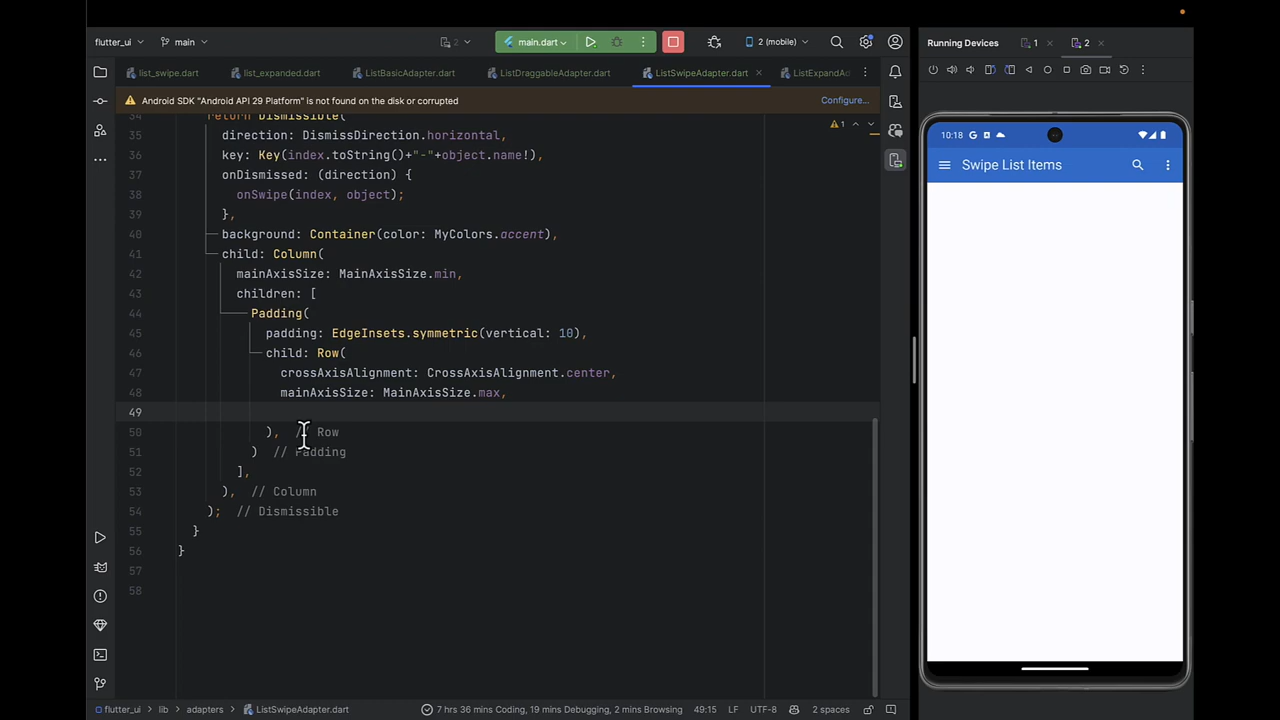 flutter_ui
main
2
main.dart
2 (mobile)
Running Devices
1
2
list_swipe.dart
list_expanded.dart
ListBasicAdapter.dart
ListDraggableAdapter.dart
ListSwipeAdapter.dart
ListExpandAd
Android SDK "Android API 29 Platform" is not found on the disk or corrupted
Configure...
1
34 return Dismissible(
35 direction: DismissDirection.horizontal,
36 key: Key(index.toString()+"-"+object.name!),
37 onDismissed: (direction) {
38 onSwipe(index, object);
39 },
40 background: Container(color: MyColors.accent),
41 child: Column(
42 mainAxisSize: MainAxisSize.min,
43 children: [
44 Padding(
45 padding: EdgeInsets.symmetric(vertical: 10),
46 child: Row(
47 crossAxisAlignment: CrossAxisAlignment.center,
48 mainAxisSize: MainAxisSize.max,
49
50 ), // Row
51 ) // Padding
52 ],
53 ), // Column
54 ); // Dismissible
55 }
56 }
57
58
10:18
Swipe List Items
flutter_ui > lib > adapters > ListSwipeAdapter.dart
7 hrs 36 mins Coding, 19 mins Debugging, 2 mins Browsing
49:15
LF
UTF-8
2 spaces